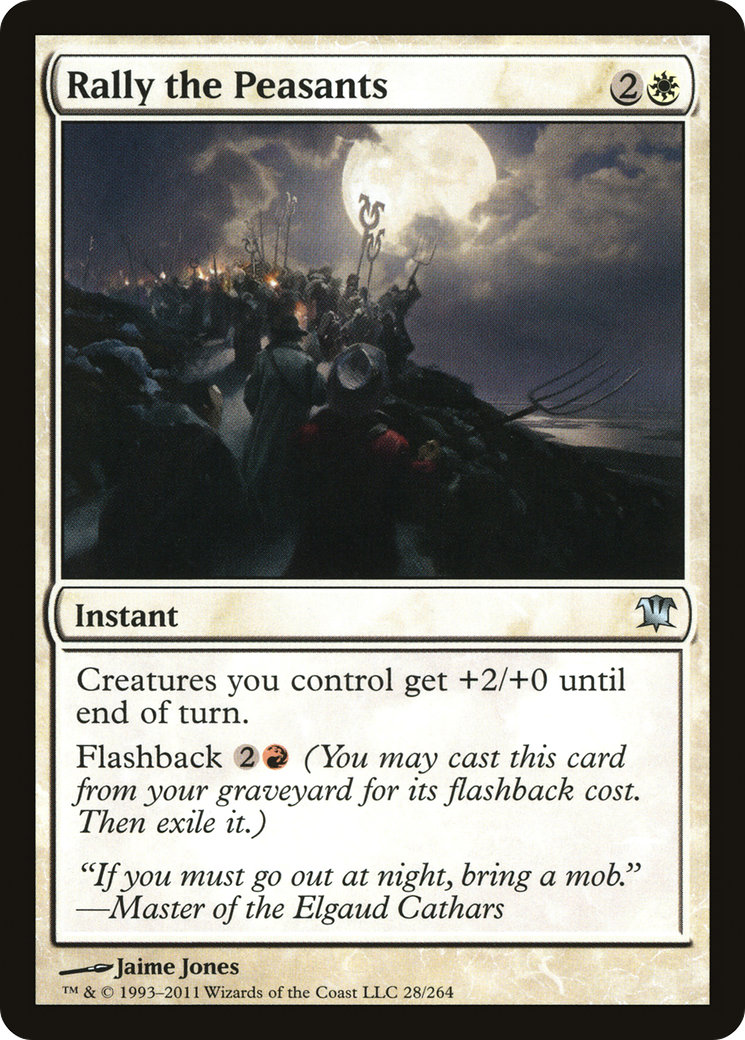 Rally the Peasants 2
Instant
Creatures you control get +2/+0 until
end of turn.
Flashback 2 (You may cast this card
from your graveyard for its flashback cost.
Then exile it.)
“If you must go out at night, bring a mob.”
—Master of the Elgaud Cathars
Jaime Jones
™ & © 1993–2011 Wizards of the Coast LLC 28/264